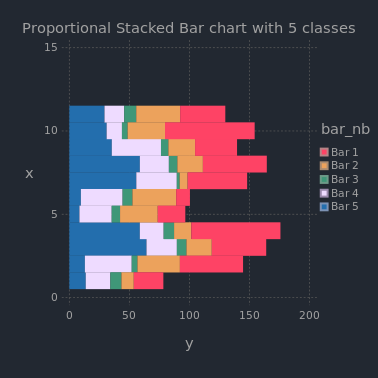 Proportional Stacked Bar chart with 5 classes
15
10
5
0
x
0 50 100 150 200
y
bar_nb
Bar 1
Bar 2
Bar 3
Bar 4
Bar 5